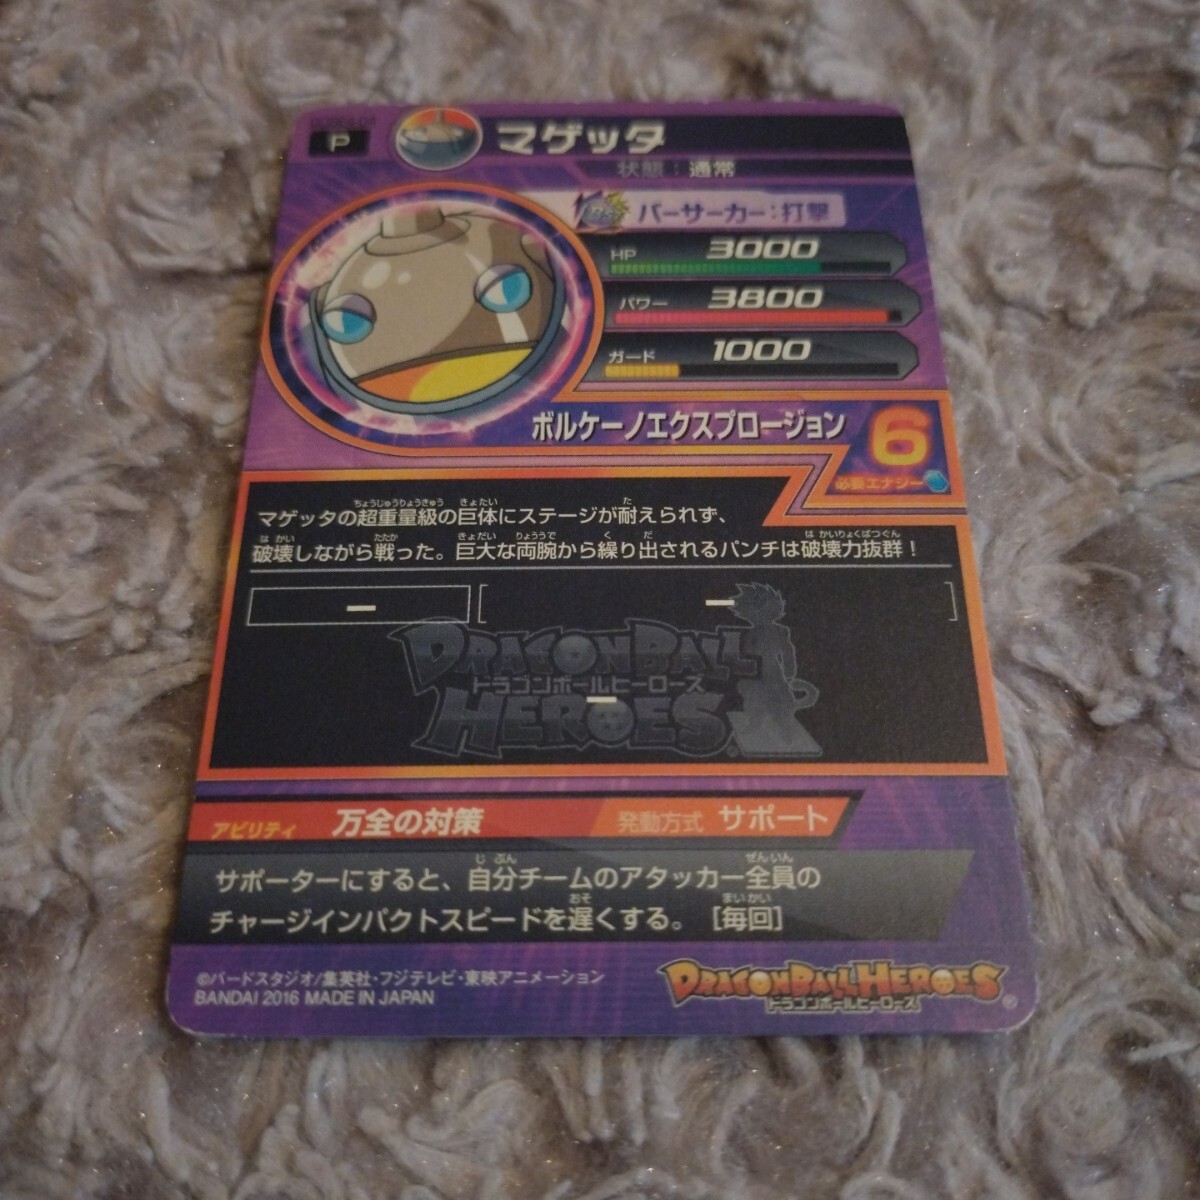 P
マゲッタ
状態：通常
バーサーカー：打撃
HP 3000
パワー 3800
ガード 1000
ボルケーノエクスプロージョン
6
必要エナジー
マゲッタの超重量級の巨体にステージが耐えられず、
破壊しながら戦った。巨大な両腕から繰り出されるパンチは破壊力抜群！
DRAGON BALL
ドラゴンボールヒーローズ
HEROES
アビリティ 万全の対策 発動方式 サポート
サポーターにすると、自分チームのアタッカー全員の
チャージインパクトスピードを遅くする。［毎回］
©バードスタジオ/集英社・フジテレビ・東映アニメーション
BANDAI 2016 MADE IN JAPAN
DRAGON BALL HEROES
ドラゴンボールヒーローズ